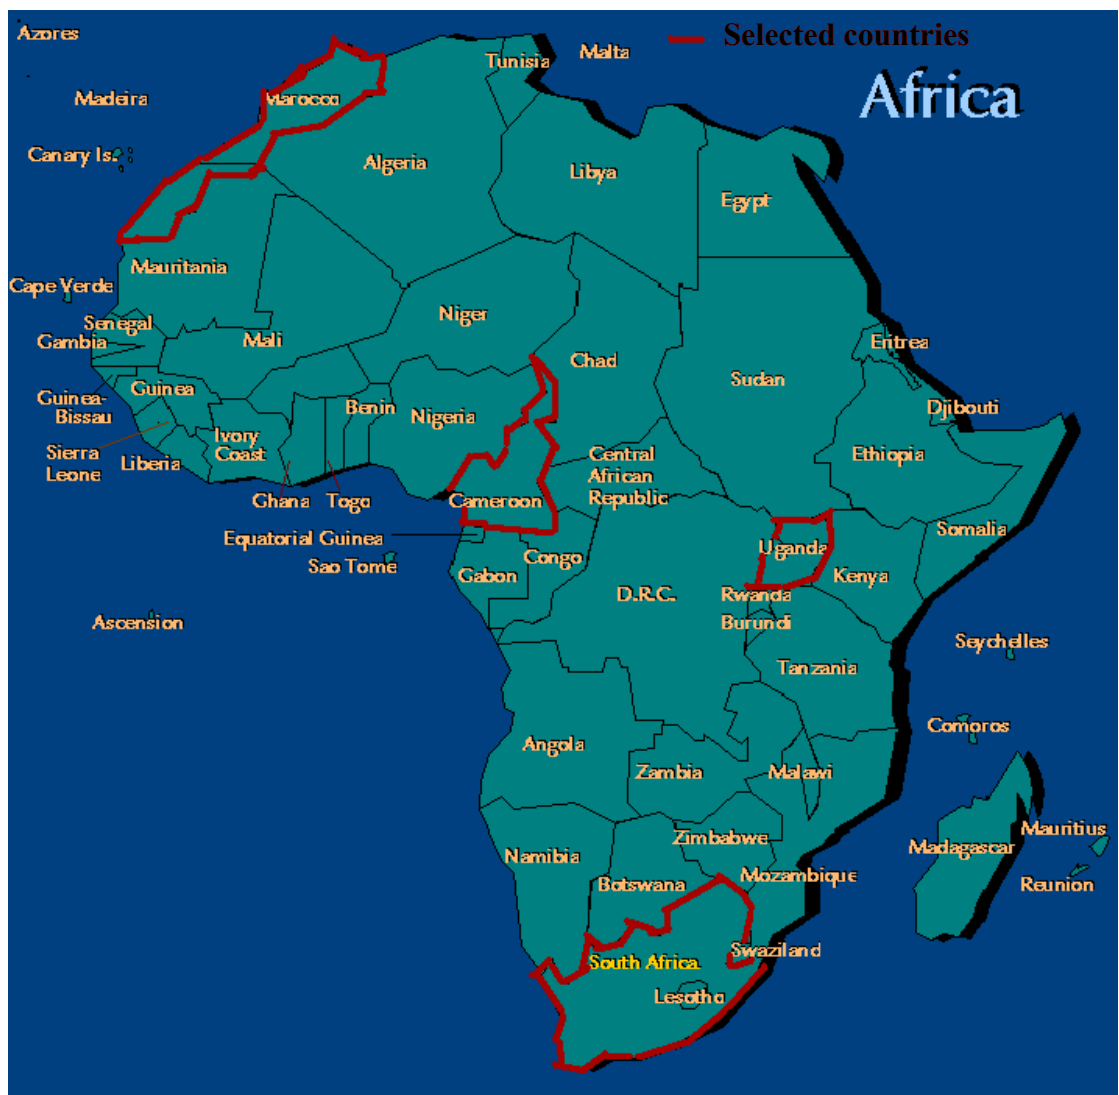 Azores
Selected countries
Malta
Tunisia
Africa
Madeira
Marocco
Canary Is.
Algeria
Libya
Egypt
Mauritania
Cape Verde
Senegal
Gambia
Mali
Niger
Eritrea
Chad
Sudan
Guinea
Guinea-
Bissau
Benin
Nigeria
Djibouti
Ivory
Coast
Sierra
Leone
Liberia
Central
African
Republic
Ethiopia
Ghana
Togo
Cameroon
Somalia
Equatorial Guinea
Uganda
Sao Tome
Congo
Gabon
Kenya
D.R.C.
Rwanda
Burundi
Ascension
Seychelles
Tanzania
Comoros
Angola
Zambia
Malawi
Mauritius
Zimbabwe
Madagascar
Namibia
Mozambique
Botswana
Reunion
Swaziland
South Africa.
Lesotho